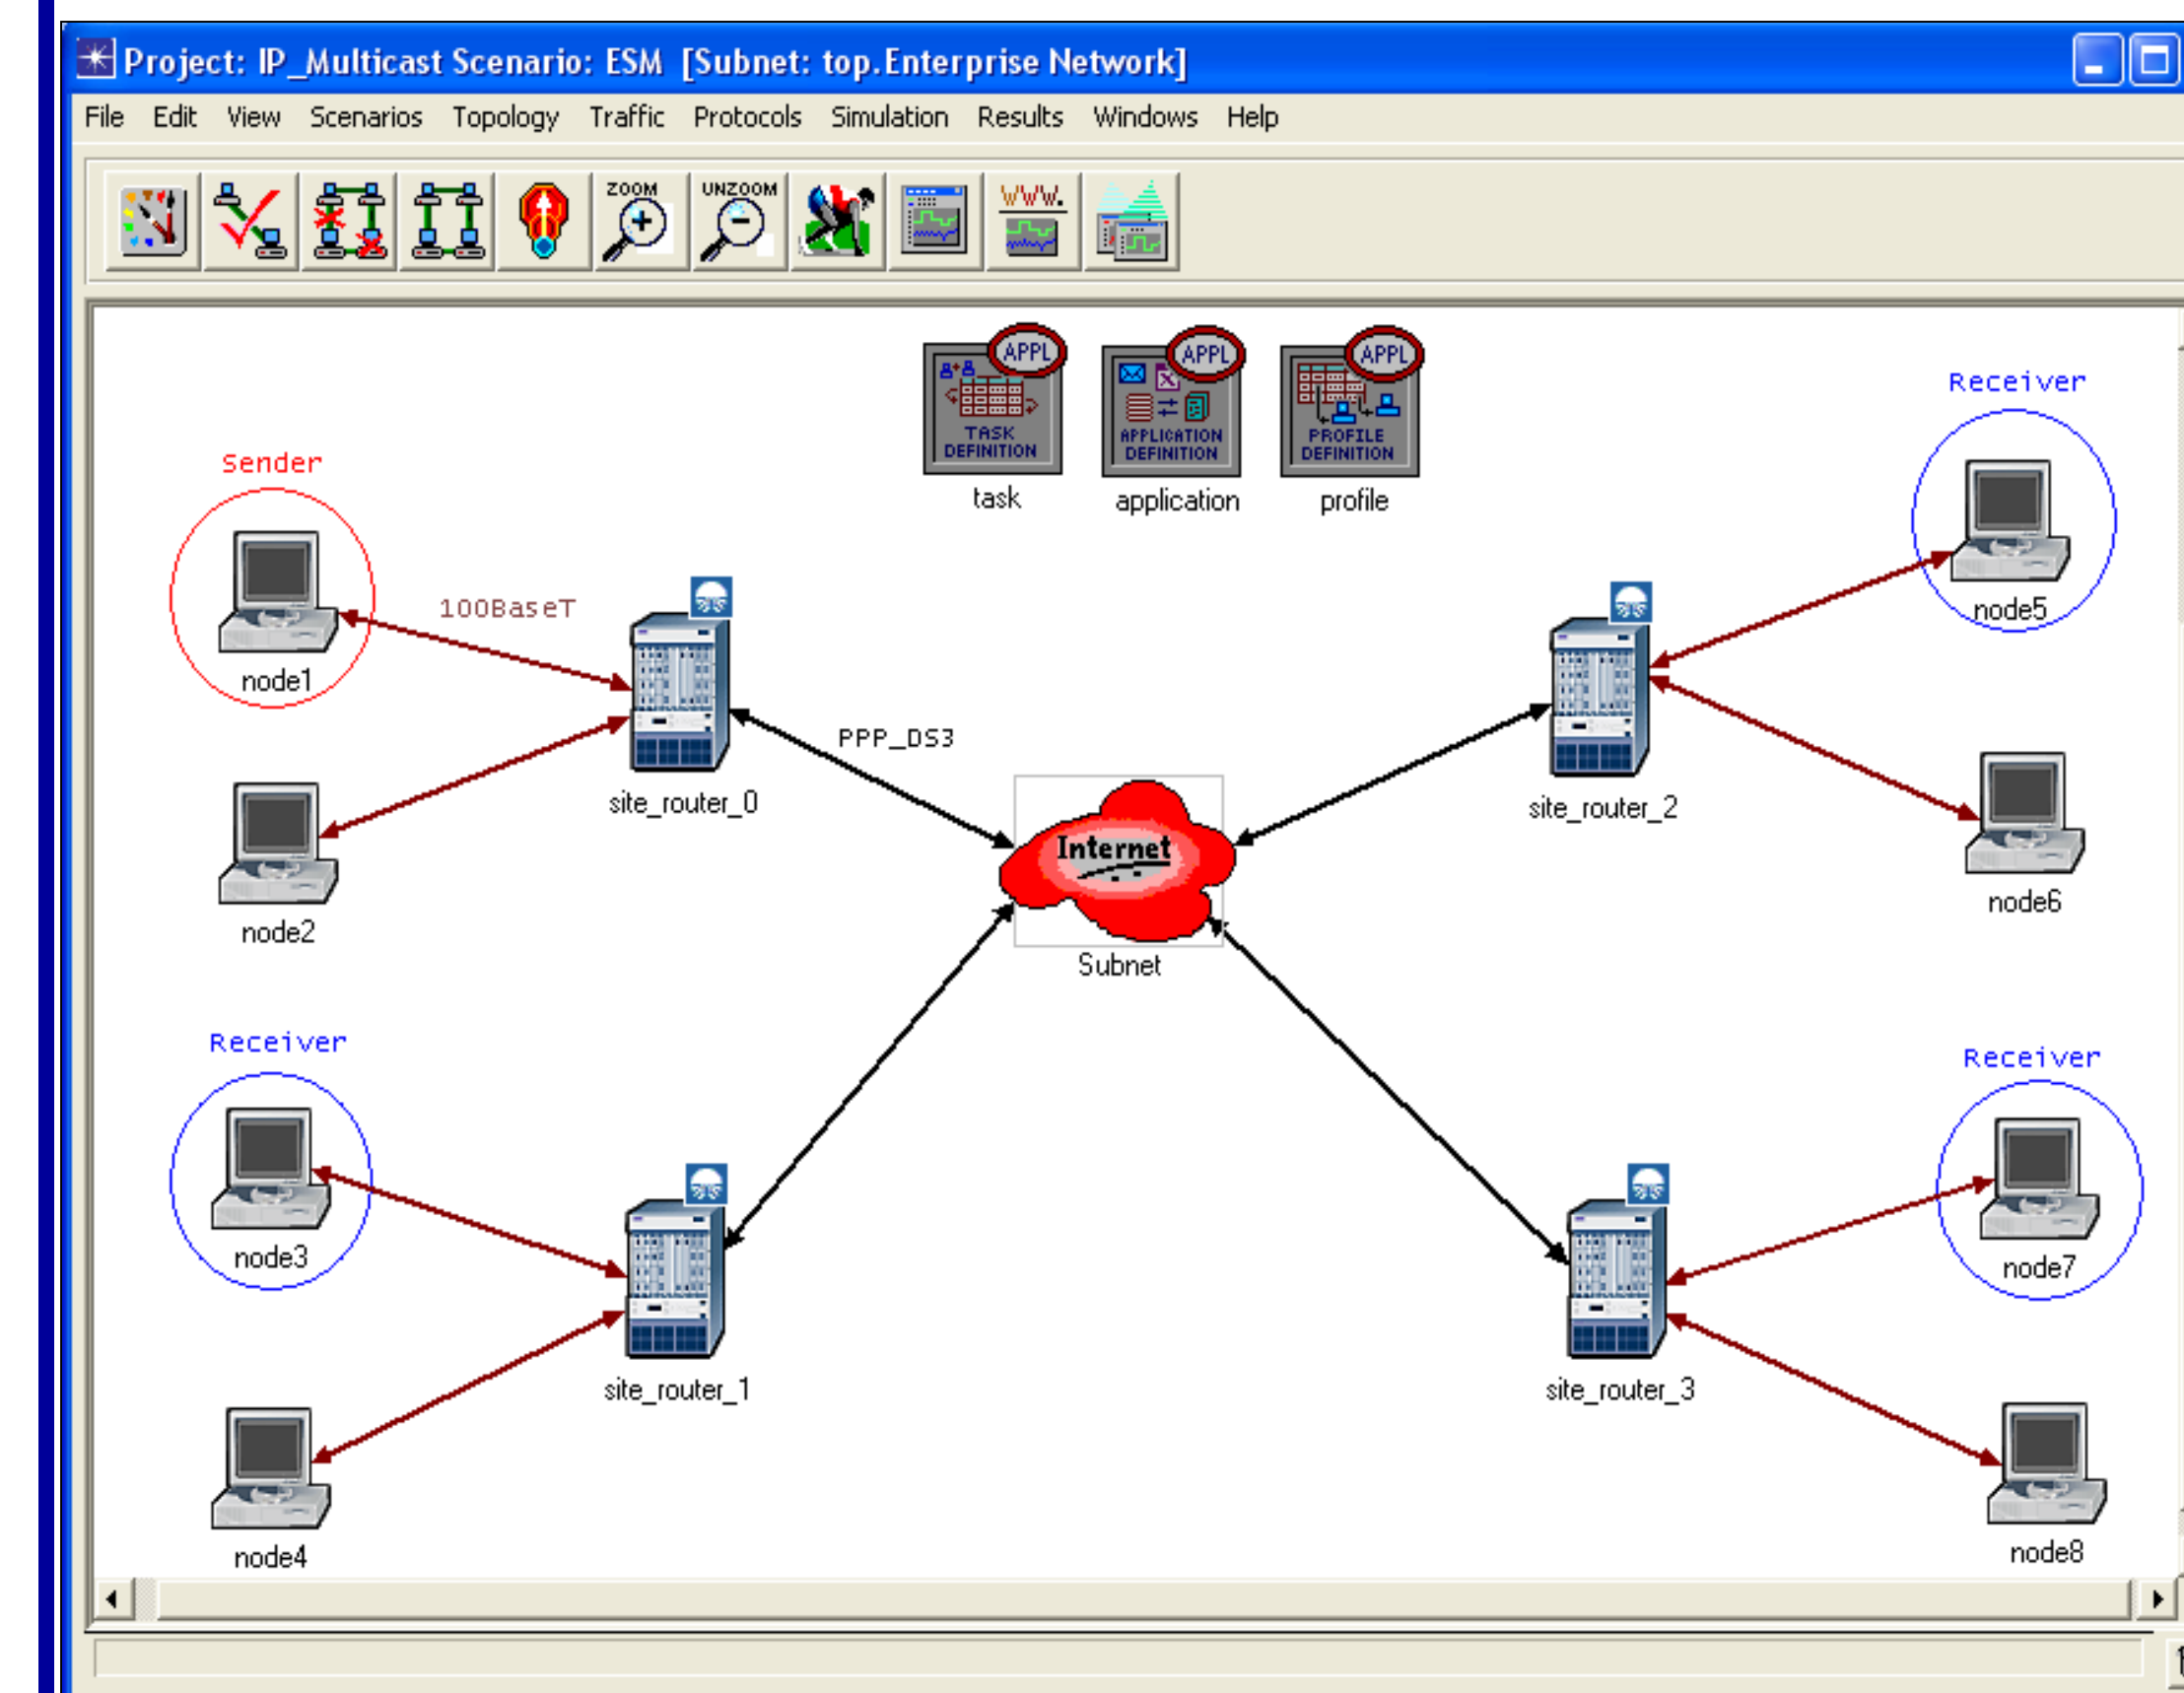 Project: IP_Multicast Scenario: ESM [Subnet: top.Enterprise Network]
File Edit View Scenarios Topology Traffic Protocols Simulation Results Windows Help
ZOOM UNZOOM WWW.
APPL APPL APPL
TASK DEFINITION
APPLICATION DEFINITION
PROFILE DEFINITION
task application profile
Receiver
Sender
node5
100BaseT
node1
PPP_DS3
site_router_0
site_router_2
Internet
node6
node2
Subnet
Receiver
Receiver
node3
node7
site_router_1
site_router_3
node4
node8